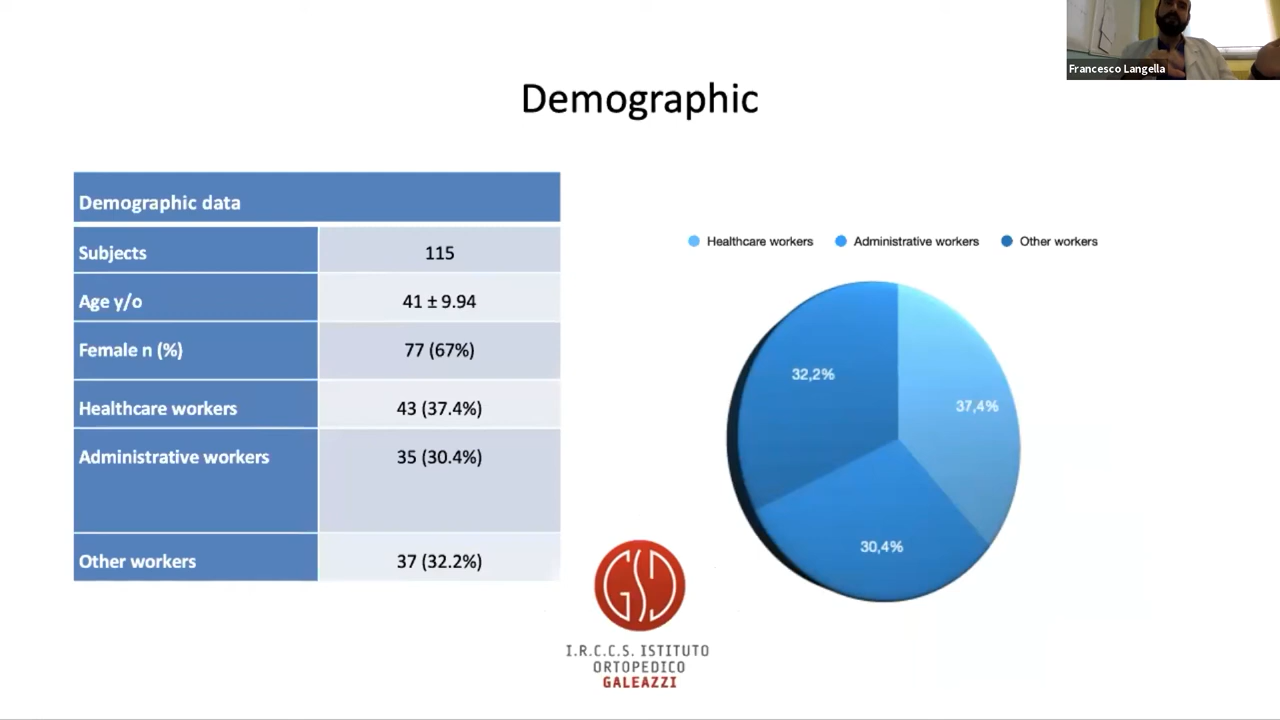 Francesco Langella
Demographic
Demographic data
Subjects 115
Age y/o 41 ± 9.94
Female n (%) 77 (67%)
Healthcare workers 43 (37.4%)
Administrative workers 35 (30.4%)
Other workers 37 (32.2%)
Healthcare workers Administrative workers Other workers
32,2%
37,4%
30,4%
GSD
I.R.C.C.S. ISTITUTO
ORTOPEDICO
GALEAZZI